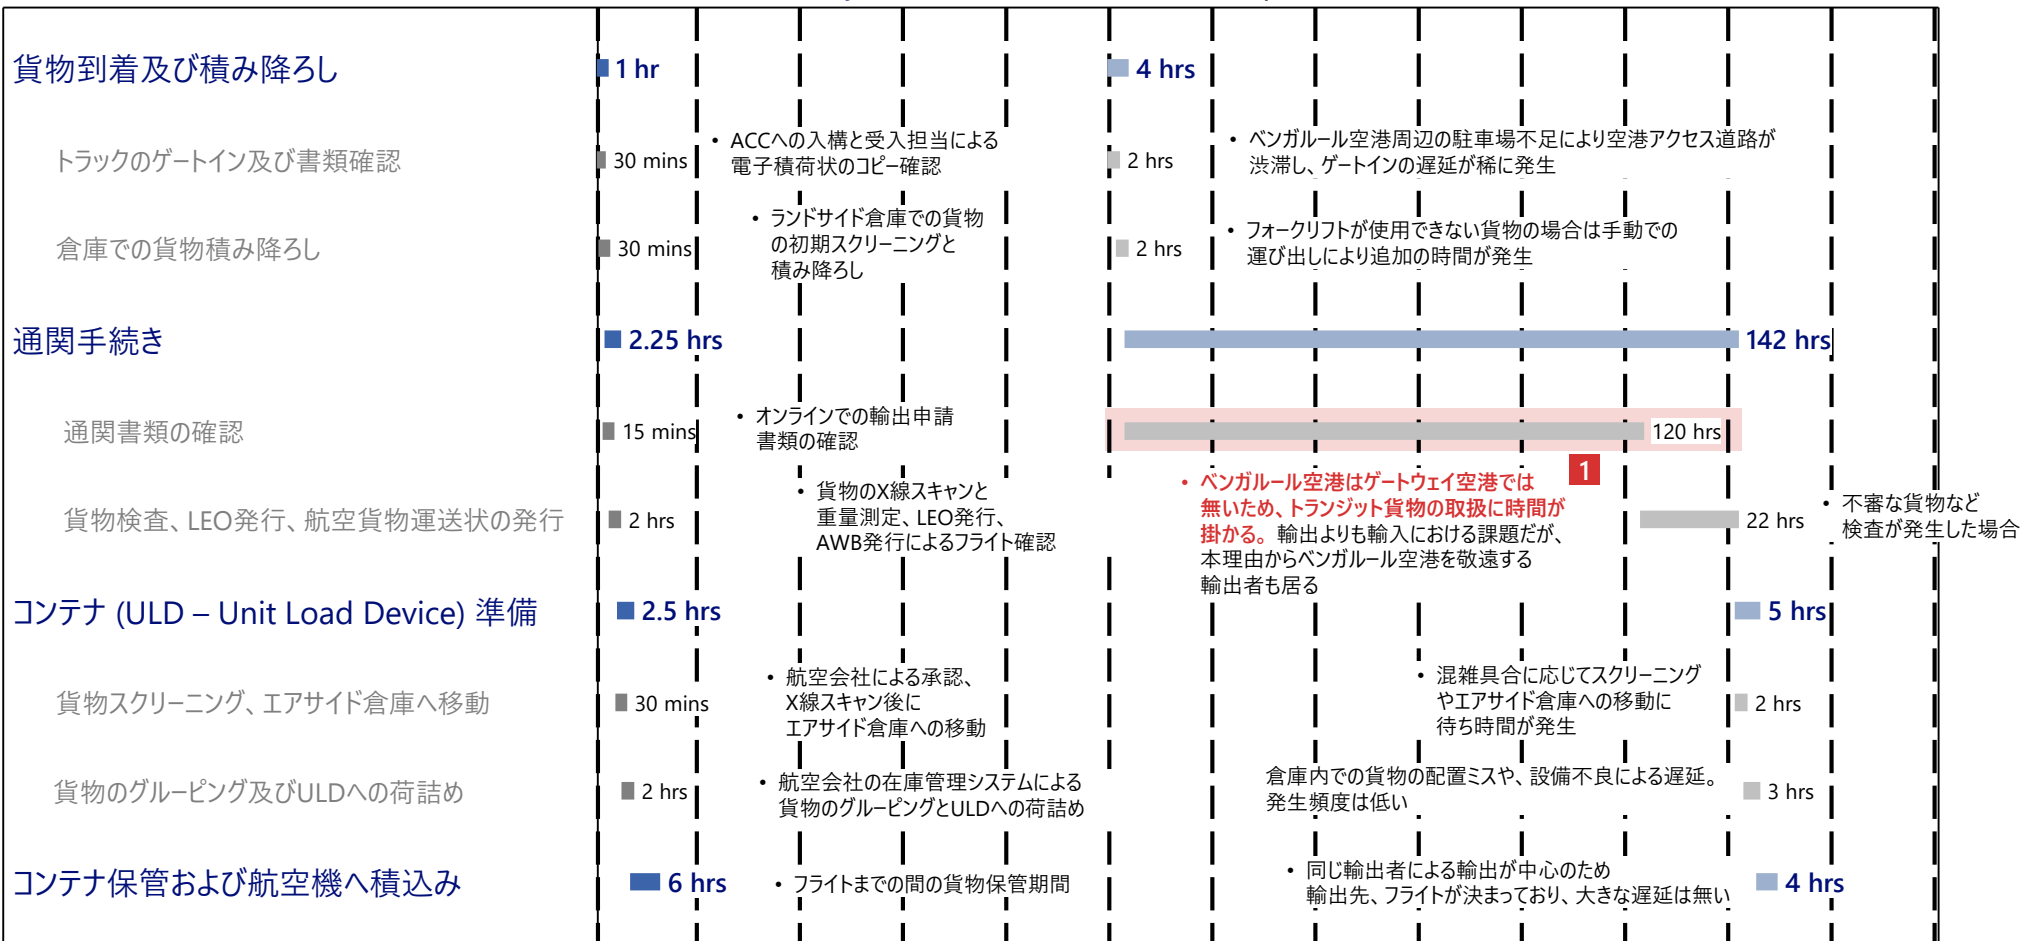 貨物到着及び積み降ろし
1 hr
4 hrs
トラックのゲートイン及び書類確認
30 mins
• ACCへの入構と受入担当による
電子積荷状のコピー確認
2 hrs
• ベンガルール空港周辺の駐車場不足により空港アクセス道路が
渋滞し、ゲートインの遅延が稀に発生
倉庫での貨物積み降ろし
30 mins
• ランドサイド倉庫での貨物
の初期スクリーニングと
積み降ろし
2 hrs
• フォークリフトが使用できない貨物の場合は手動での
運び出しにより追加の時間が発生
通関手続き
2.25 hrs
142 hrs
通関書類の確認
15 mins
• オンラインでの輸出申請
書類の確認
120 hrs
1
貨物検査、LEO発行、航空貨物運送状の発行
2 hrs
• 貨物のX線スキャンと
重量測定、LEO発行、
AWB発行によるフライト確認
• ベンガルール空港はゲートウェイ空港では
無いため、トランジット貨物の取扱に時間が
掛かる。輸出よりも輸入における課題だが、
本理由からベンガルール空港を敬遠する
輸出者も居る
22 hrs
• 不審な貨物など
検査が発生した場合
コンテナ (ULD – Unit Load Device) 準備
2.5 hrs
5 hrs
貨物スクリーニング、エアサイド倉庫へ移動
30 mins
• 航空会社による承認、
X線スキャン後に
エアサイド倉庫への移動
• 混雑具合に応じてスクリーニング
やエアサイド倉庫への移動に
待ち時間が発生
2 hrs
貨物のグルーピング及びULDへの荷詰め
2 hrs
• 航空会社の在庫管理システムによる
貨物のグルーピングとULDへの荷詰め
倉庫内での貨物の配置ミスや、設備不良による遅延。
発生頻度は低い
3 hrs
コンテナ保管および航空機へ積込み
6 hrs
• フライトまでの間の貨物保管期間
• 同じ輸出者による輸出が中心のため
輸出先、フライトが決まっており、大きな遅延は無い
4 hrs